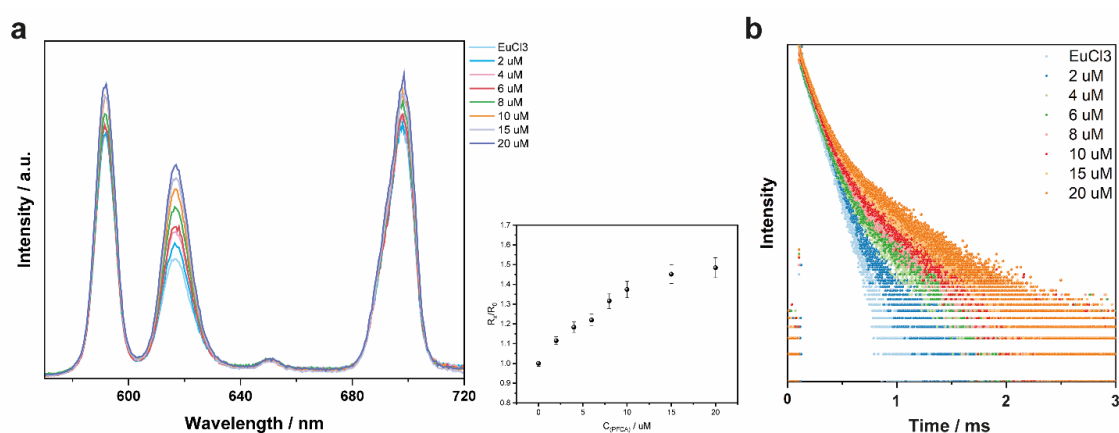 a
Intensity / a.u.
600
640
680
720
Wavelength / nm
EuCl3
2 uM
4 uM
6 uM
8 uM
10 uM
15 uM
20 uM
Rx/R0
1.7
1.6
1.5
1.4
1.3
1.2
1.1
1.0
0.9
0.8
0
5
10
15
20
C(PFCA) / uM
b
Intensity
EuCl3
2 uM
4 uM
6 uM
8 uM
10 uM
15 uM
20 uM
0
1
2
3
Time / ms